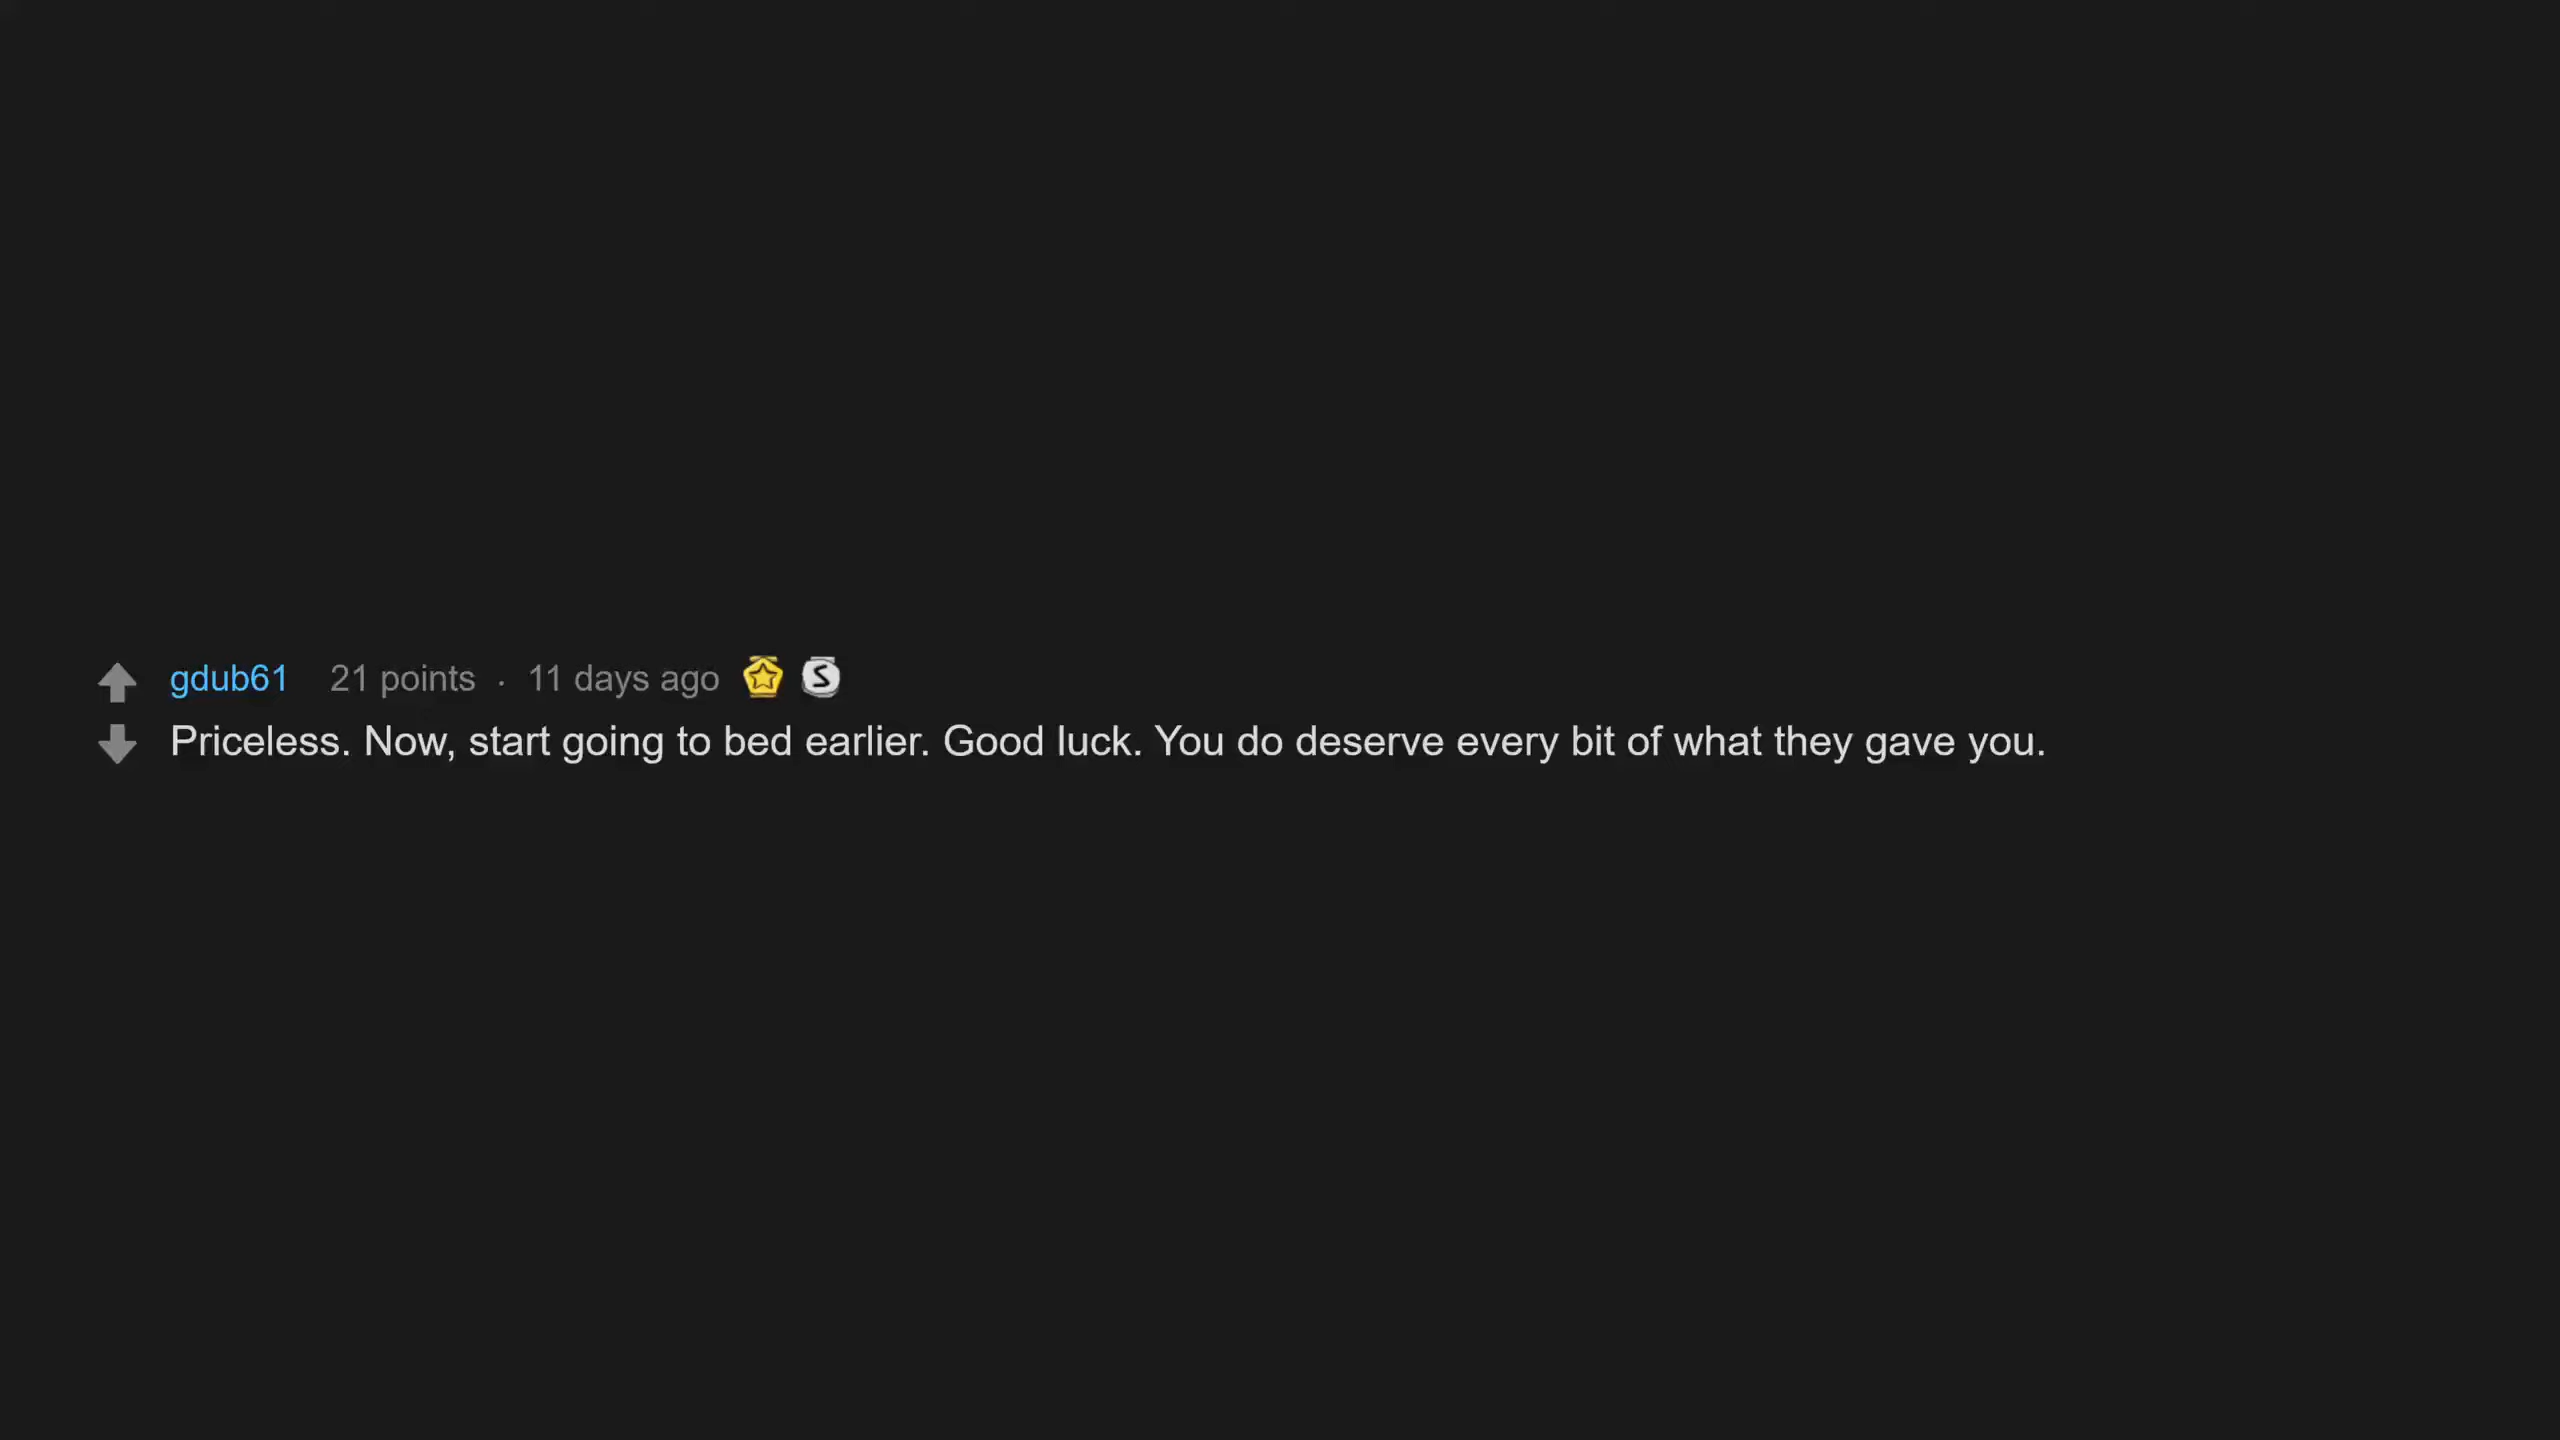 gdub61 21 points · 11 days ago S
Priceless. Now, start going to bed earlier. Good luck. You do deserve every bit of what they gave you.